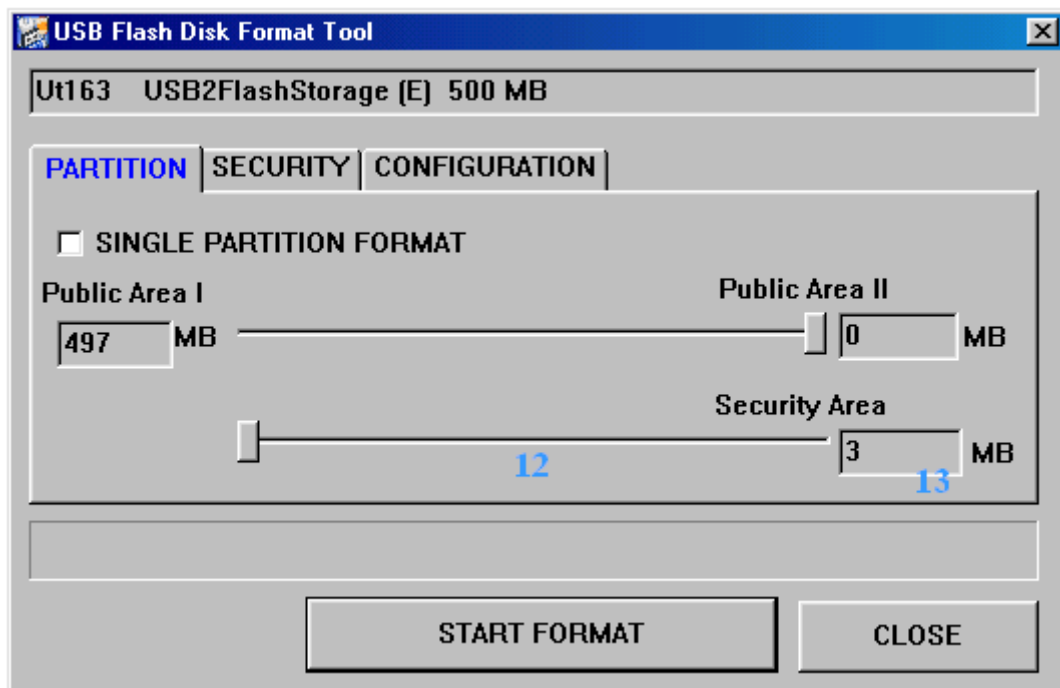 USB Flash Disk Format Tool
Ut163 USB2FlashStorage (E) 500 MB
PARTITION SECURITY CONFIGURATION
SINGLE PARTITION FORMAT
Public Area I Public Area II
497 MB 0 MB
Security Area
3 MB
12 13
START FORMAT CLOSE